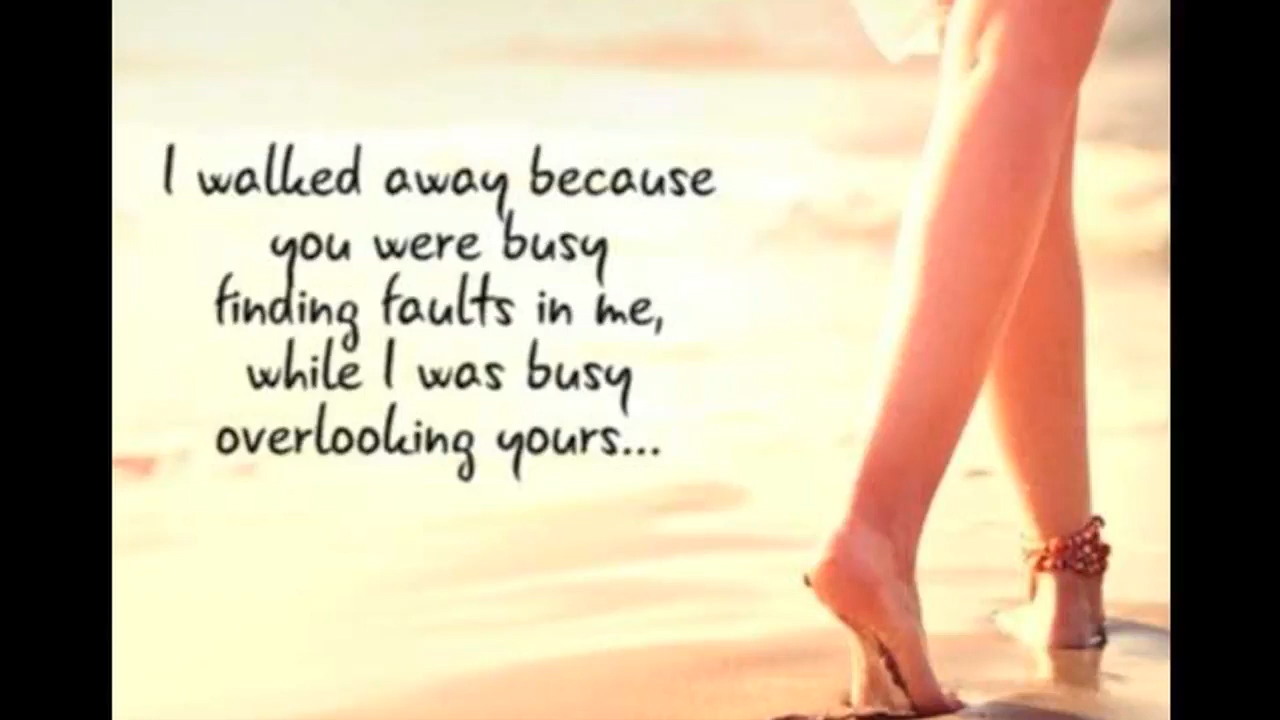 I walked away because
you were busy
finding faults in me,
while I was busy
overlooking yours...